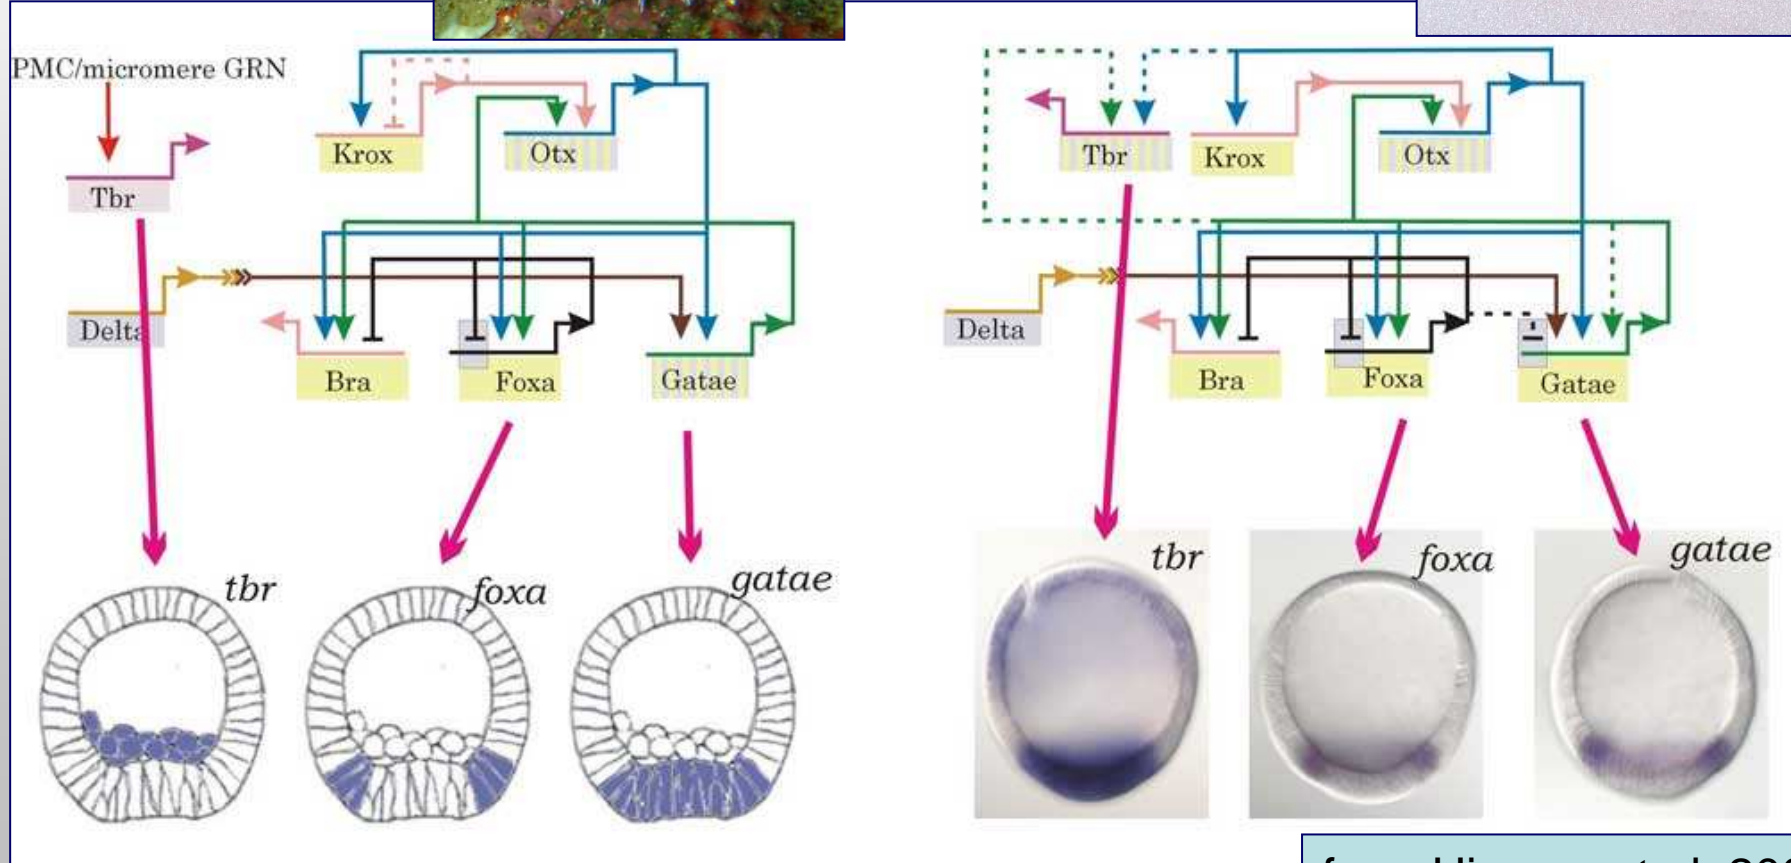 PMC/micromere GRN
Krox
Otx
Tbr
Delta
Bra
Foxa
Gatae
tbr
foxa
gatae
Tbr
Krox
Otx
Delta
Bra
Foxa
Gatae
tbr
foxa
gatae